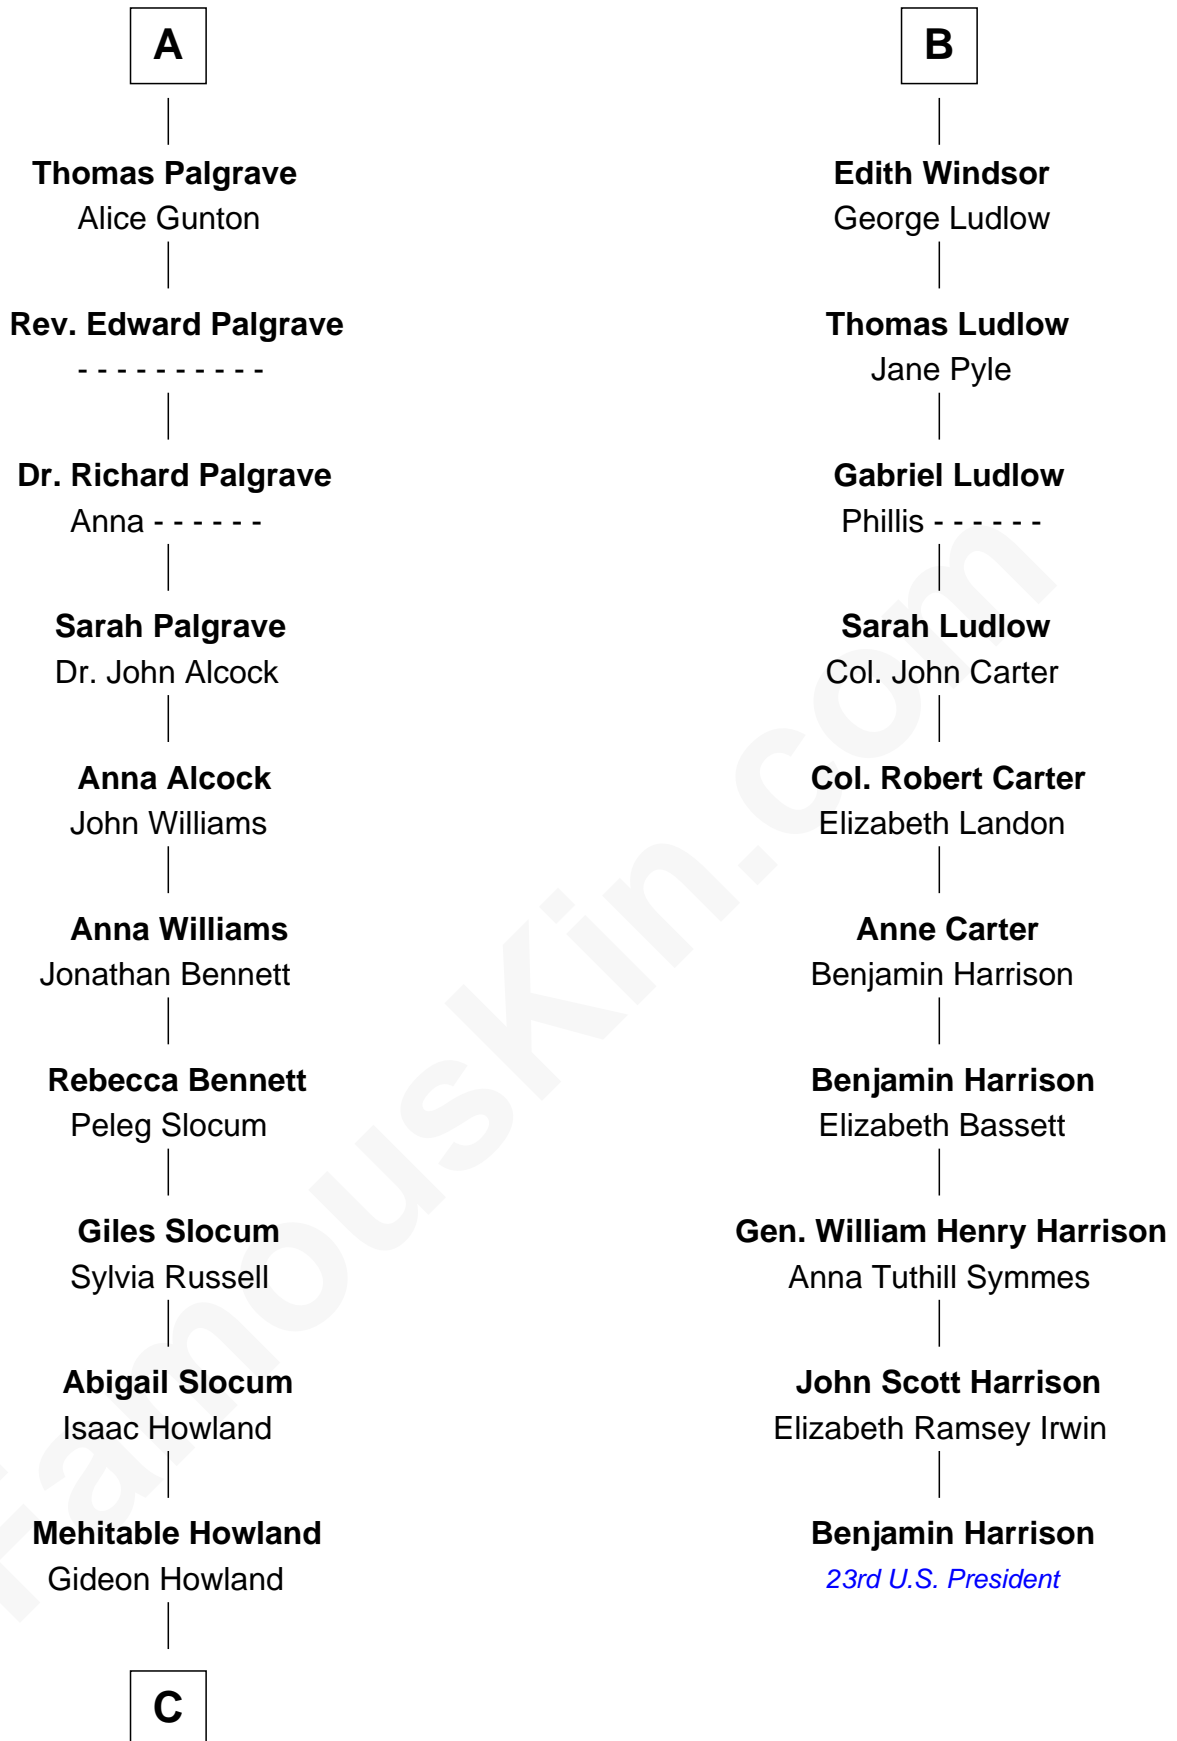 A
Thomas Palgrave
Alice Gunton
Rev. Edward Palgrave
- - - - - - - - - -
Dr. Richard Palgrave
Anna - - - - - -
Sarah Palgrave
Dr. John Alcock
Anna Alcock
John Williams
Anna Williams
Jonathan Bennett
Rebecca Bennett
Peleg Slocum
Giles Slocum
Sylvia Russell
Abigail Slocum
Isaac Howland
Mehitable Howland
Gideon Howland
C
B
Edith Windsor
George Ludlow
Thomas Ludlow
Jane Pyle
Gabriel Ludlow
Phillis - - - - - -
Sarah Ludlow
Col. John Carter
Col. Robert Carter
Elizabeth Landon
Anne Carter
Benjamin Harrison
Benjamin Harrison
Elizabeth Bassett
Gen. William Henry Harrison
Anna Tuthill Symmes
John Scott Harrison
Elizabeth Ramsey Irwin
Benjamin Harrison
23rd U.S. President
FamousKin.com